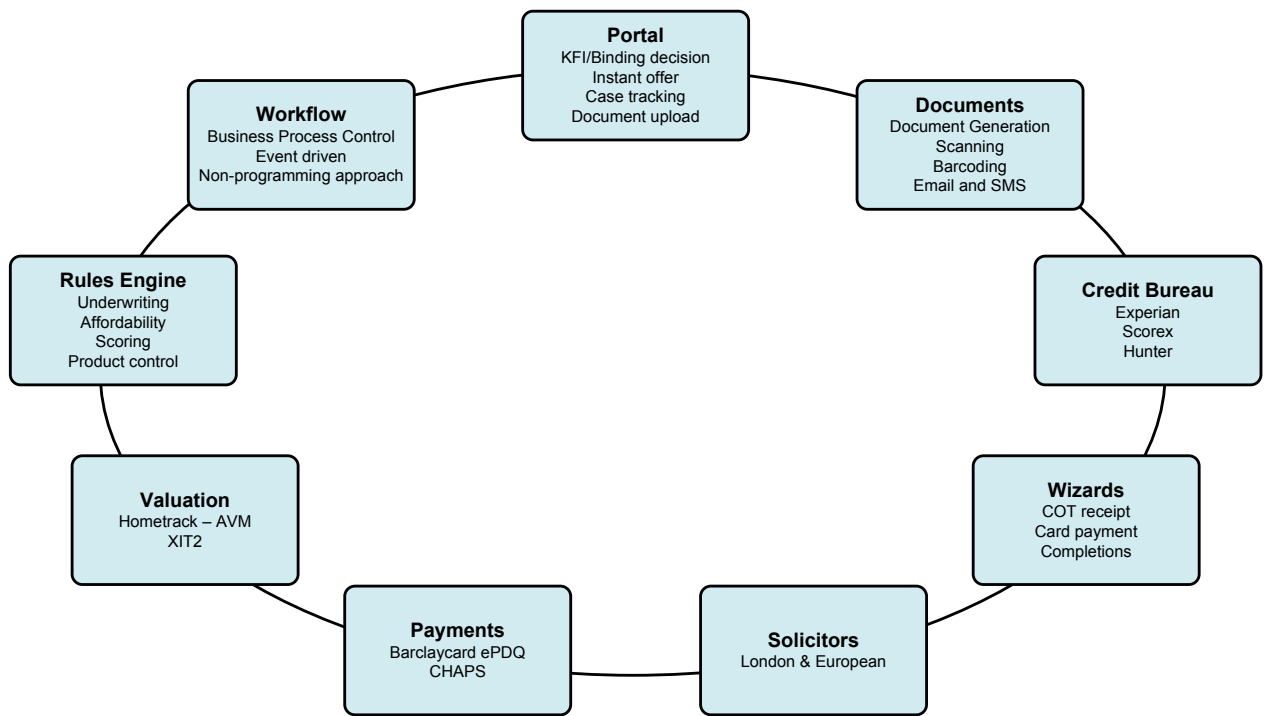 Portal
KFI/Binding decision
Instant offer
Case tracking
Document upload
Workflow
Business Process Control
Event driven
Non-programming approach
Documents
Document Generation
Scanning
Barcoding
Email and SMS
Rules Engine
Underwriting
Affordability
Scoring
Product control
Credit Bureau
Experian
Scorex
Hunter
Valuation
Hometrack – AVM
XIT2
Wizards
COT receipt
Card payment
Completions
Payments
Barclaycard ePDQ
CHAPS
Solicitors
London & European